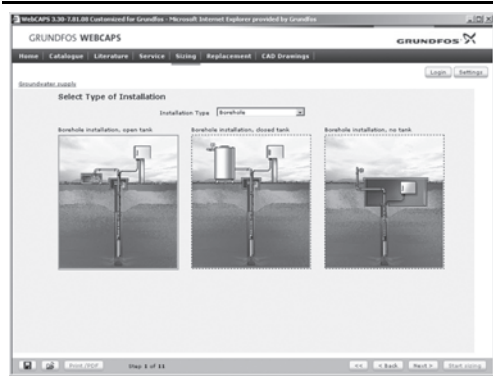 WebCAPS 3.30-7.01.00 Customized for Grundfos - Microsoft Internet Explorer provided by Grundfos
GRUNDFOS WEBCAPS
GRUNDFOS
Home Catalogue Literature Service Sizing Replacement CAD Drawings
Login Settings
Groundwater supply
Select Type of Installation
Installation Type Borehole
Borehole installation, open tank Borehole installation, closed tank Borehole installation, no tank
Print/PDF Step 2 of 11 << < Back Next > Start sizing